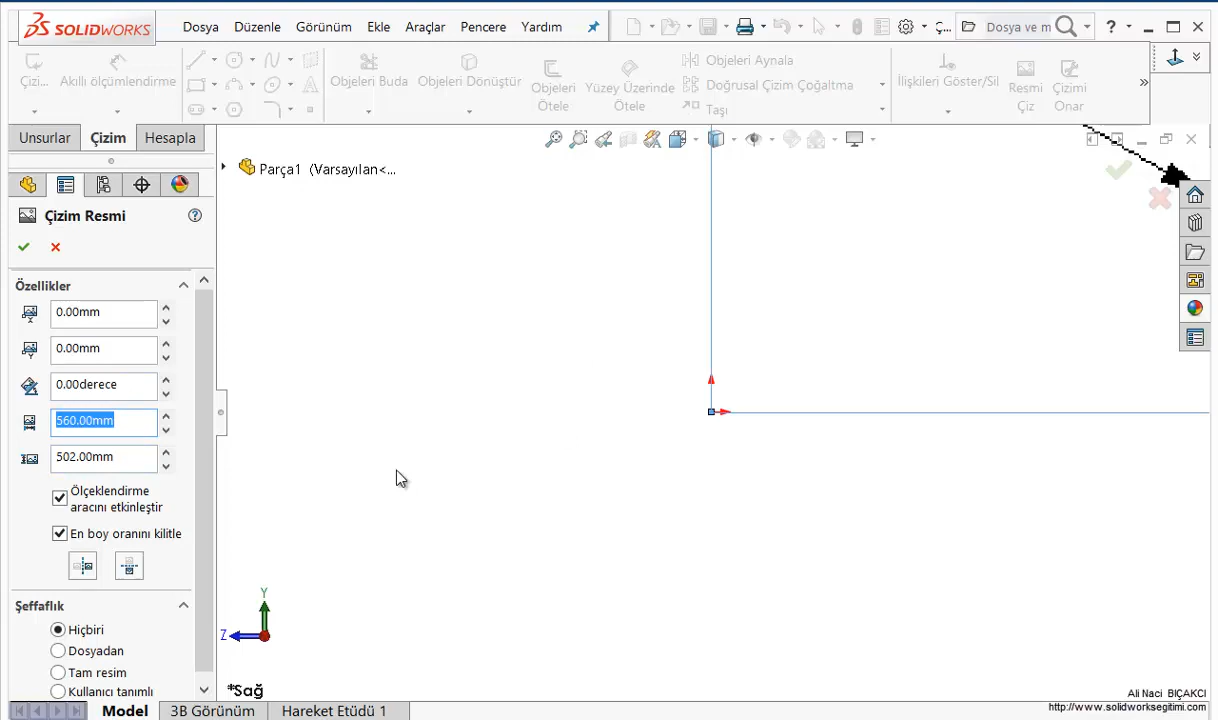 SOLIDWORKS Dosya Düzenle Görünüm Ekle Araçlar Pencere Yardım Ç... Dosya ve m ?
Çizi... Akıllı ölçümlendirme Objeleri Buda Objeleri Dönüştür Objeleri Ötele Yüzey Üzerinde Ötele Objeleri Aynala Doğrusal Çizim Çoğaltma Taşı İlişkileri Göster/Sil Resmi Çiz Çizimi Onar
Unsurlar Çizim Hesapla
Parça1 (Varsayılan<...
Çizim Resmi
Özellikler
0.00mm
0.00mm
0.00derece
560.00mm
502.00mm
Ölçeklendirme
aracını etkinleştir
En boy oranını kilitle
Şeffaflık
Hiçbiri
Dosyadan
Tam resim
Kullanıcı tanımlı
Y
Z
*Sağ
Ali Naci BIÇAKCI
http://www.solidworksegitimi.com
Model 3B Görünüm Hareket Etüdü 1